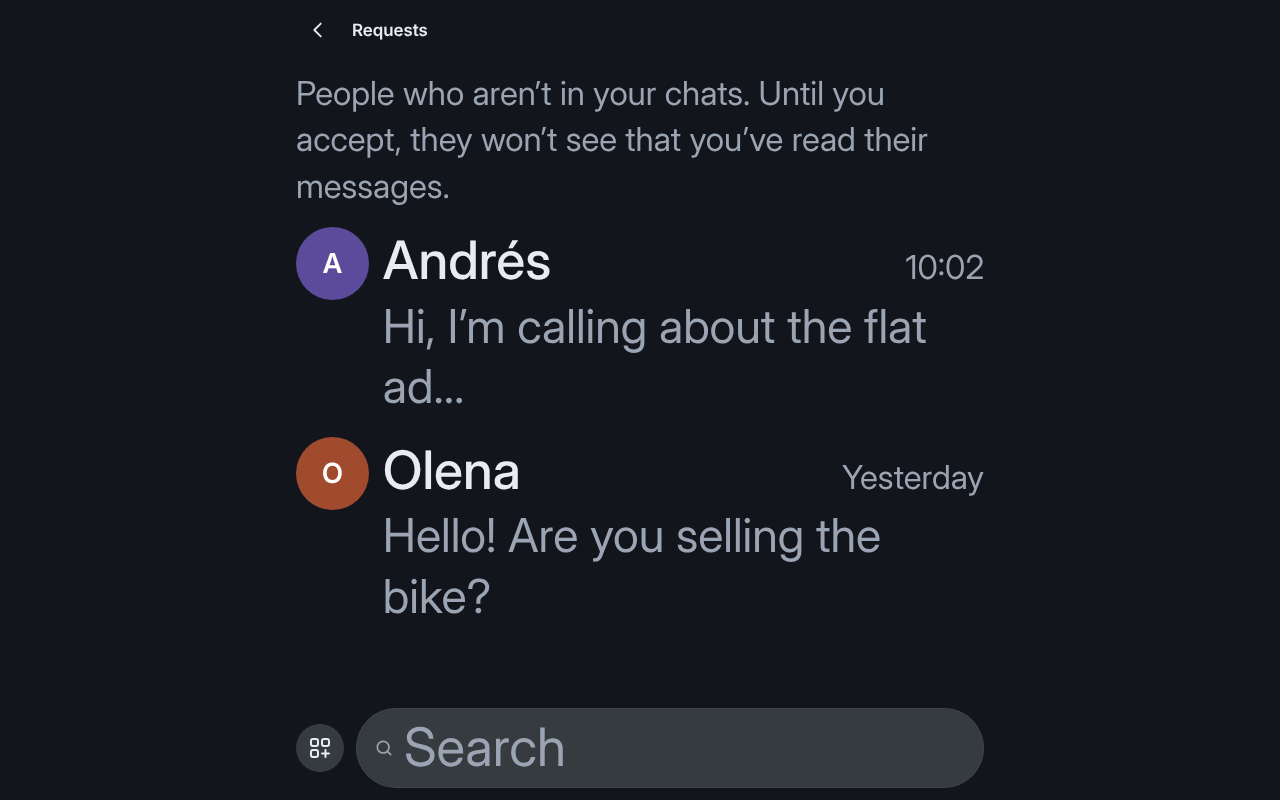 Requests
People who aren’t in your chats. Until you
accept, they won’t see that you’ve read their
messages.
A
Andrés
10:02
Hi, I’m calling about the flat
ad…
O
Olena
Yesterday
Hello! Are you selling the
bike?
Search